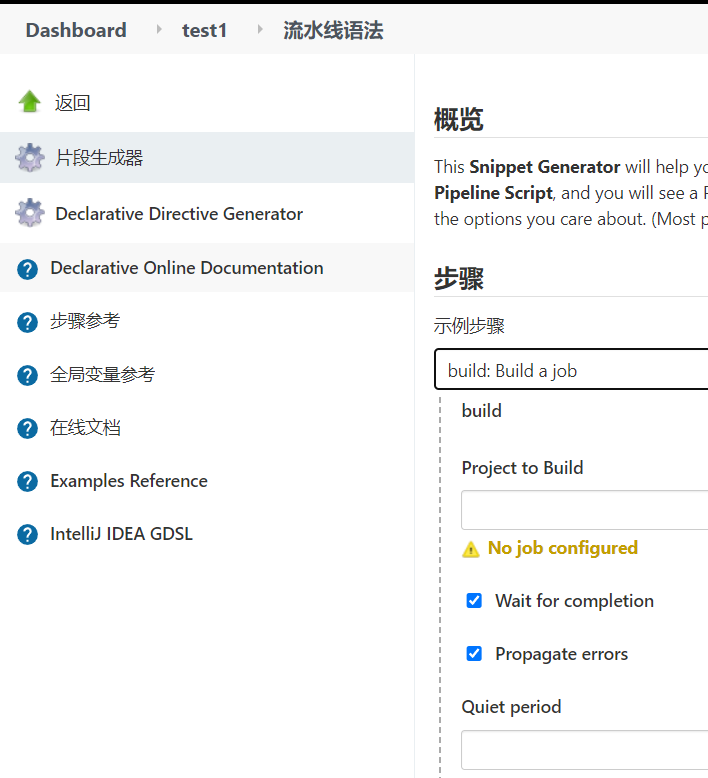 Dashboard test1 流水线语法
返回
片段生成器
Declarative Directive Generator
Declarative Online Documentation
步骤参考
全局变量参考
在线文档
Examples Reference
IntelliJ IDEA GDSL
概览
This Snippet Generator will help
Pipeline Script, and you will see a
the options you care about. (Most
步骤
示例步骤
build: Build a job
build
Project to Build
No job configured
Wait for completion
Propagate errors
Quiet period